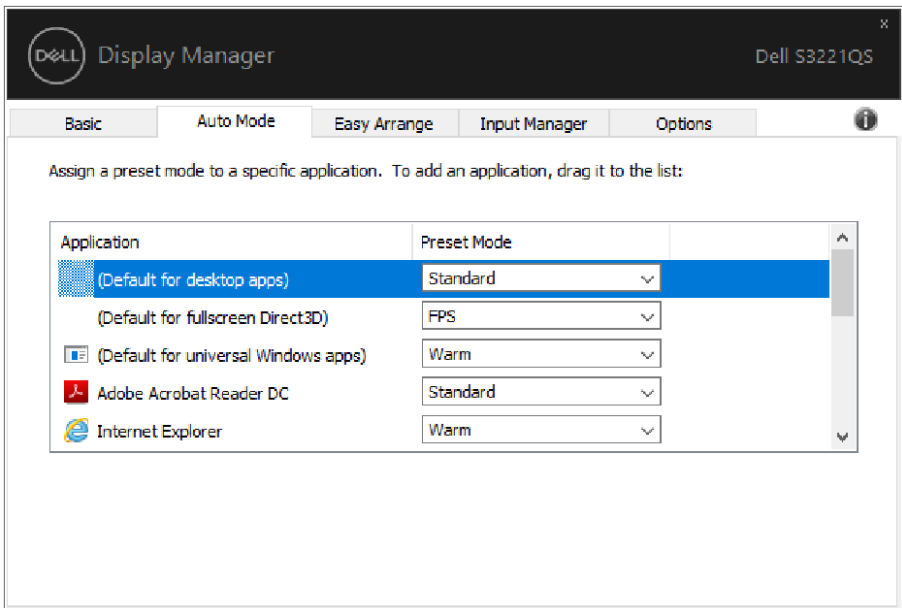 x
DELL Display Manager Dell S3221QS
Basic Auto Mode Easy Arrange Input Manager Options i
Assign a preset mode to a specific application. To add an application, drag it to the list:
Application Preset Mode
(Default for desktop apps) Standard
(Default for fullscreen Direct3D) FPS
(Default for universal Windows apps) Warm
Adobe Acrobat Reader DC Standard
Internet Explorer Warm